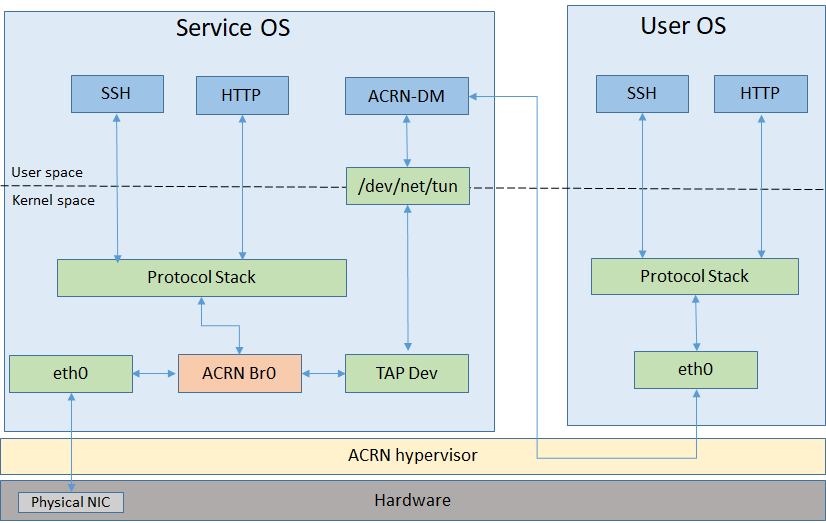 Service OS
User OS
SSH
HTTP
ACRN-DM
SSH
HTTP
User space
/dev/net/tun
Kernel space
Protocol Stack
Protocol Stack
eth0
ACRN Br0
TAP Dev
eth0
ACRN hypervisor
Physical NIC
Hardware